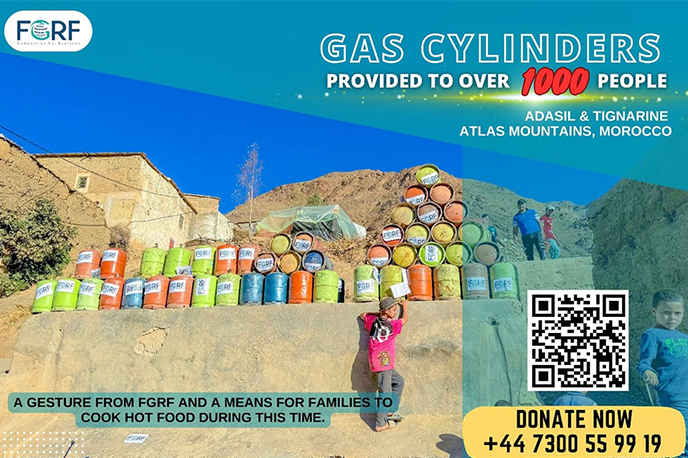 FGRF
GAS CYLINDERS
PROVIDED TO OVER 1000 PEOPLE
ADASIL & TIGNARINE
ATLAS MOUNTAINS, MOROCCO
FGRF
A GESTURE FROM FGRF AND A MEANS FOR FAMILIES TO
COOK HOT FOOD DURING THIS TIME.
DONATE NOW
+44 7300 55 99 19